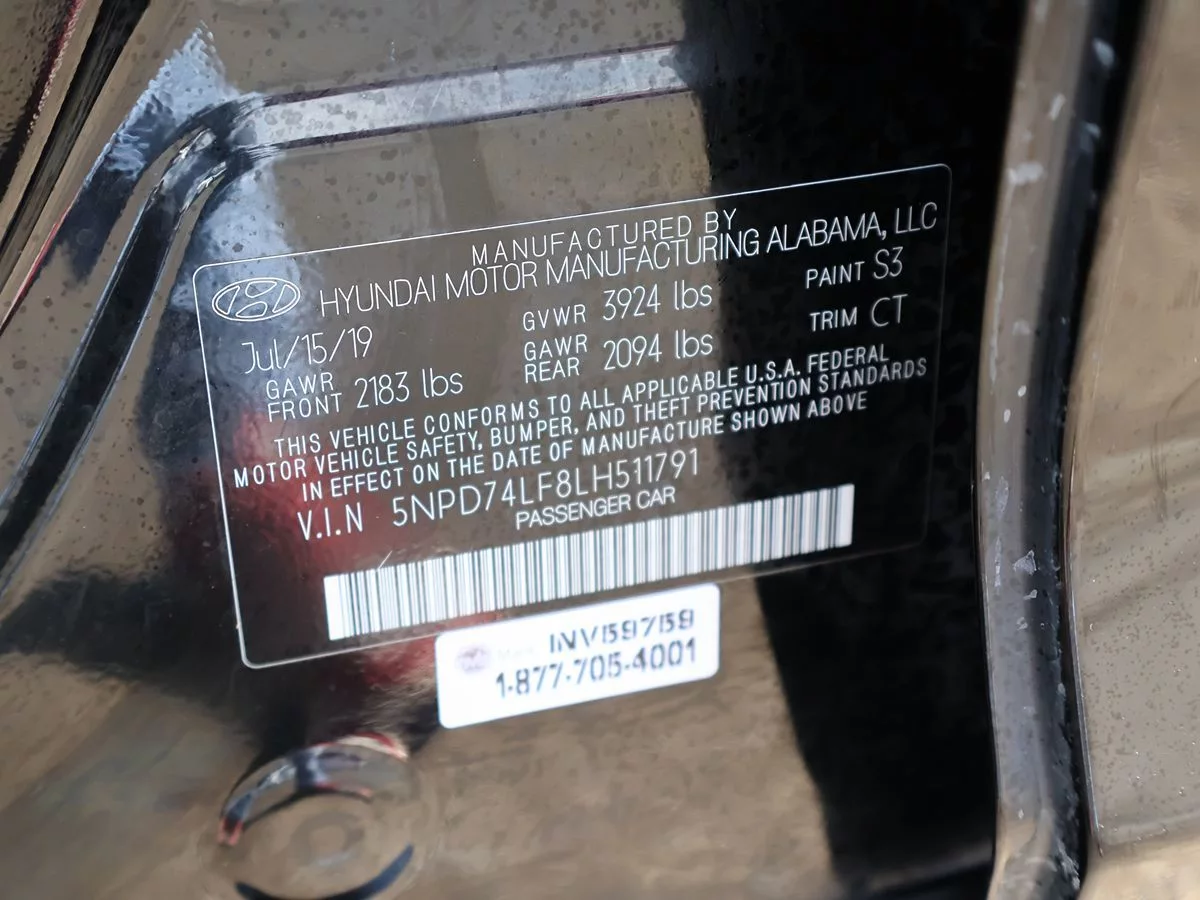 MANUFACTURED BY
HYUNDAI MOTOR MANUFACTURING ALABAMA, LLC
Jul/15/19
GVWR 3924 lbs
PAINT S3
GAWR FRONT 2183 lbs
GAWR REAR 2094 lbs
TRIM CT
THIS VEHICLE CONFORMS TO ALL APPLICABLE U.S.A. FEDERAL
MOTOR VEHICLE SAFETY, BUMPER, AND THEFT PREVENTION STANDARDS
IN EFFECT ON THE DATE OF MANUFACTURE SHOWN ABOVE
V.I.N 5NPD74LF8LH511791
PASSENGER CAR
INV59759
1-877-705-4001